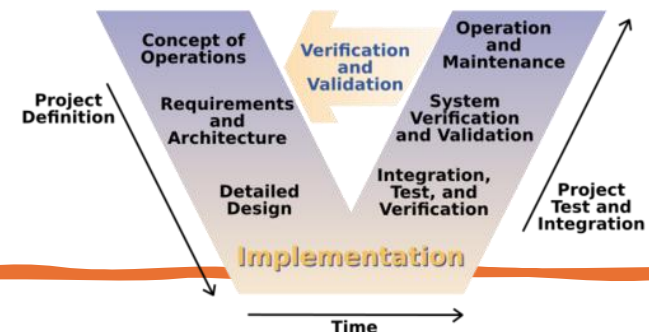 Concept of
Operations
Verification
and
Validation
Operation
and
Maintenance
Project
Definition
Requirements
and
Architecture
System
Verification
and Validation
Detailed
Design
Integration,
Test, and
Verification
Project
Test and
Integration
Implementation
Time